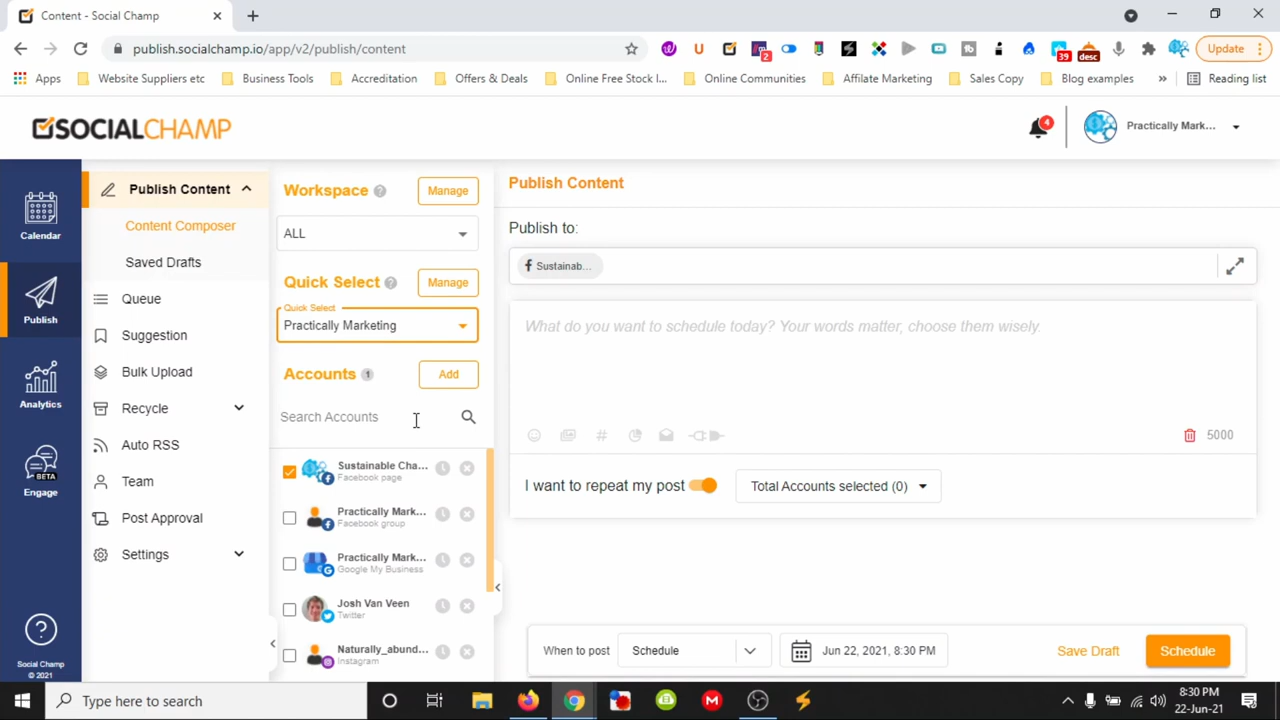 Content - Social Champ
publish.socialchamp.io/app/v2/publish/content
2
39
desc
Update
Apps
Website Suppliers etc
Business Tools
Accreditation
Offers & Deals
Online Free Stock I...
Online Communities
Affilate Marketing
Sales Copy
Blog examples
»
Reading list
SOCIALCHAMP
4
Practically Mark...
Calendar
Publish
Analytics
BETA
Engage
Social Champ
© 2021
Publish Content
Content Composer
Saved Drafts
Queue
Suggestion
Bulk Upload
Recycle
Auto RSS
Team
Post Approval
Settings
Workspace ?
Manage
ALL
Quick Select ?
Manage
Quick Select
Practically Marketing
Accounts 1
Add
Search Accounts
Sustainable Cha...
Facebook page
Practically Mark...
Facebook group
Practically Mark...
Google My Business
Josh Van Veen
Twitter
Naturally_abund...
Instagram
Publish Content
Publish to:
Sustainab...
What do you want to schedule today? Your words matter, choose them wisely.
5000
I want to repeat my post
Total Accounts selected (0)
When to post
Schedule
Jun 22, 2021, 8:30 PM
Save Draft
Schedule
Type here to search
8:30 PM
22-Jun-21